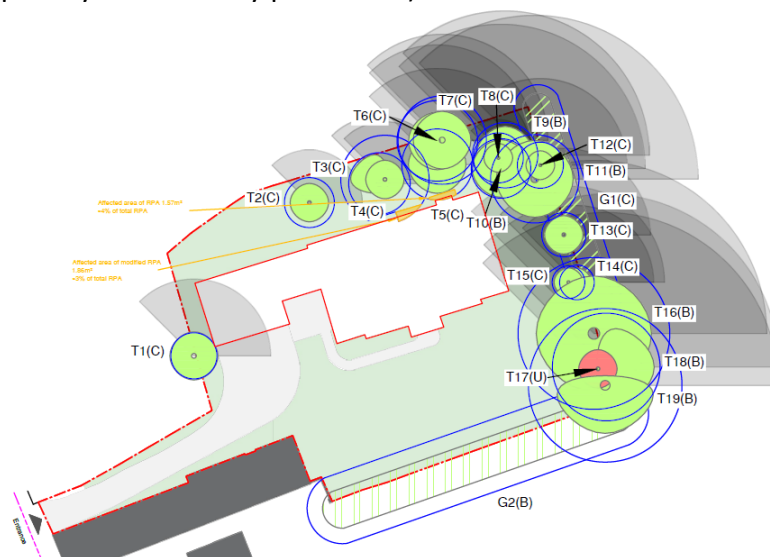 T8(C)
T7(C)
T6(C)
T9(B)
T12(C)
T3(C)
T11(B)
T2(C)
G1(C)
Affected area of RPA 1.57m²
=4% of total RPA
T4(C)
T5(C)
T10(B)
T13(C)
Affected area of modified RPA
1.86m²
=3% of total RPA
T14(C)
T15(C)
T16(B)
T1(C)
T18(B)
T17(U)
T19(B)
G2(B)
Entrance